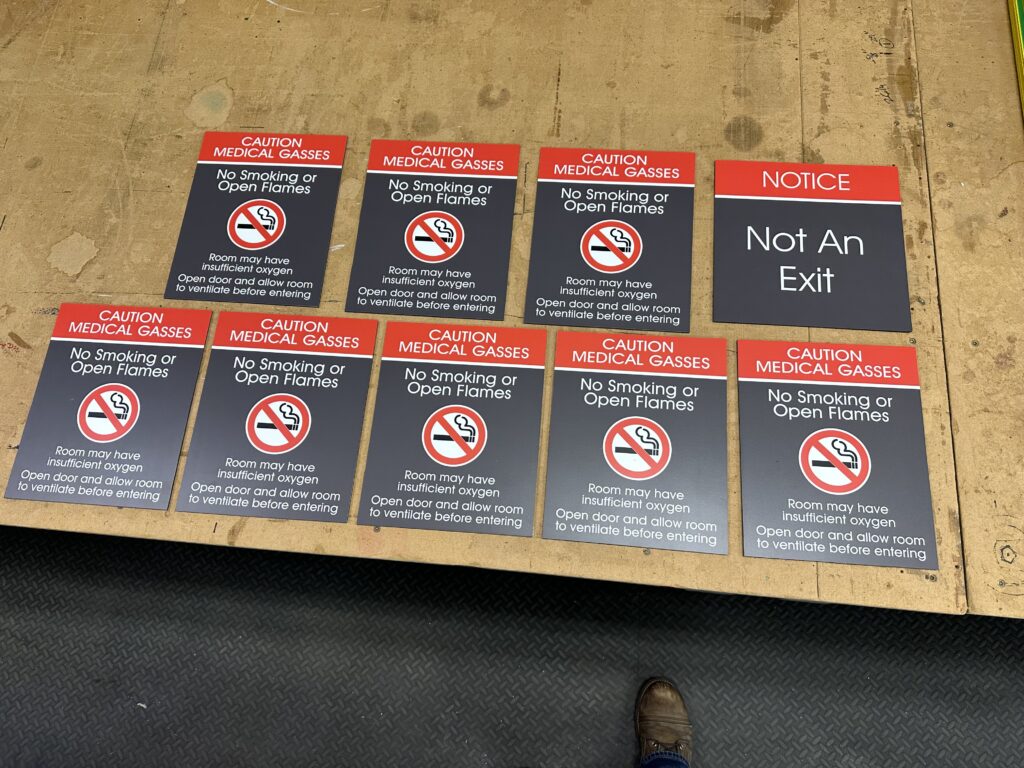 CAUTION
MEDICAL GASSES
No Smoking or
Open Flames
Room may have
insufficient oxygen
Open door and allow room
to ventilate before entering
CAUTION
MEDICAL GASSES
No Smoking or
Open Flames
Room may have
insufficient oxygen
Open door and allow room
to ventilate before entering
CAUTION
MEDICAL GASSES
No Smoking or
Open Flames
Room may have
insufficient oxygen
Open door and allow room
to ventilate before entering
NOTICE
Not An
Exit
CAUTION
MEDICAL GASSES
No Smoking or
Open Flames
Room may have
insufficient oxygen
Open door and allow room
to ventilate before entering
CAUTION
MEDICAL GASSES
No Smoking or
Open Flames
Room may have
insufficient oxygen
Open door and allow room
to ventilate before entering
CAUTION
MEDICAL GASSES
No Smoking or
Open Flames
Room may have
insufficient oxygen
Open door and allow room
to ventilate before entering
CAUTION
MEDICAL GASSES
No Smoking or
Open Flames
Room may have
insufficient oxygen
Open door and allow room
to ventilate before entering
CAUTION
MEDICAL GASSES
No Smoking or
Open Flames
Room may have
insufficient oxygen
Open door and allow room
to ventilate before entering